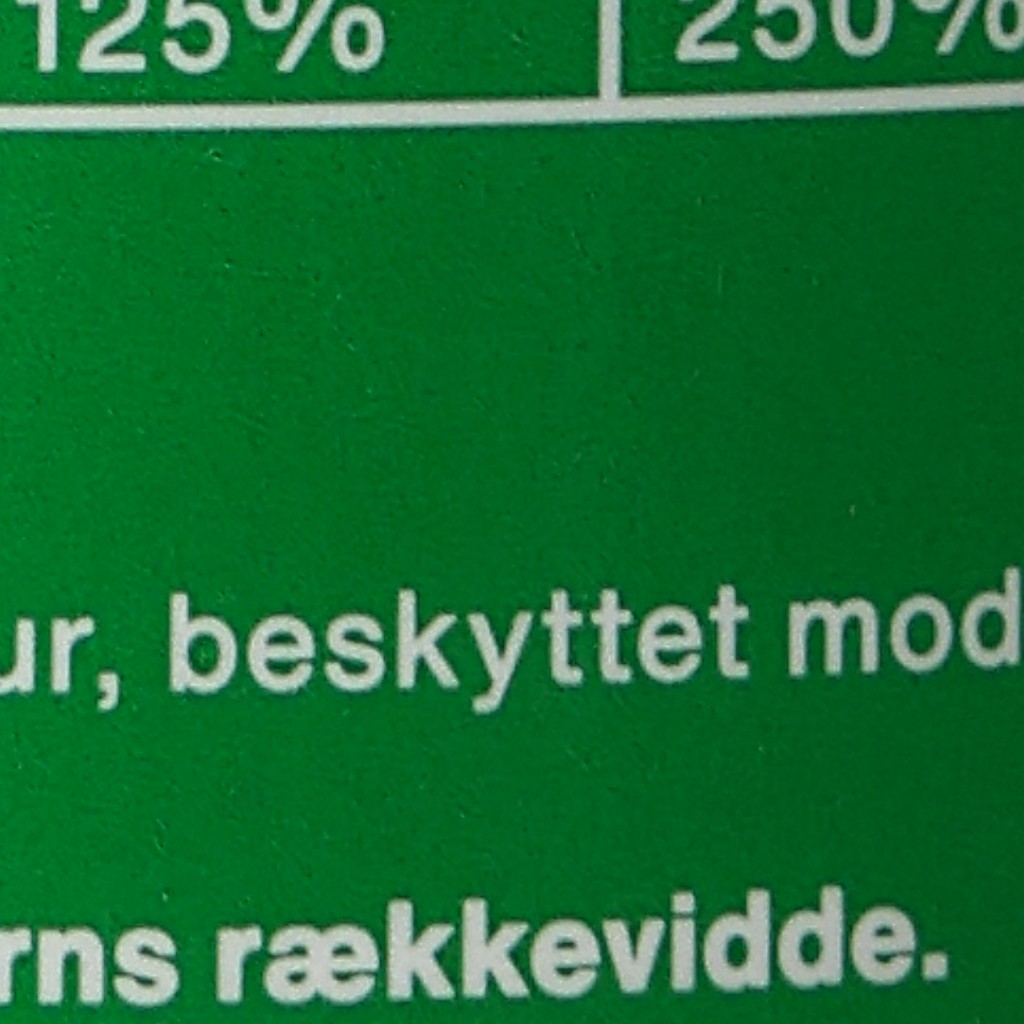 125% 250%
ur, beskyttet mod
rns rækkevidde.